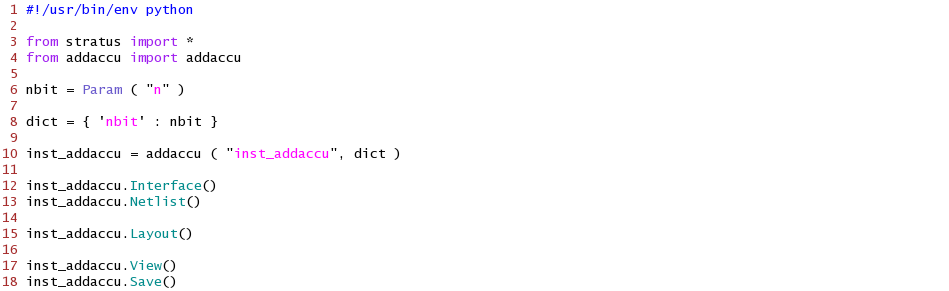 1 #!/usr/bin/env python
2
3 from stratus import *
4 from addaccu import addaccu
5
6 nbit = Param ( "n" )
7
8 dict = { 'nbit' : nbit }
9
10 inst_addaccu = addaccu ( "inst_addaccu", dict )
11
12 inst_addaccu.Interface()
13 inst_addaccu.Netlist()
14
15 inst_addaccu.Layout()
16
17 inst_addaccu.View()
18 inst_addaccu.Save()